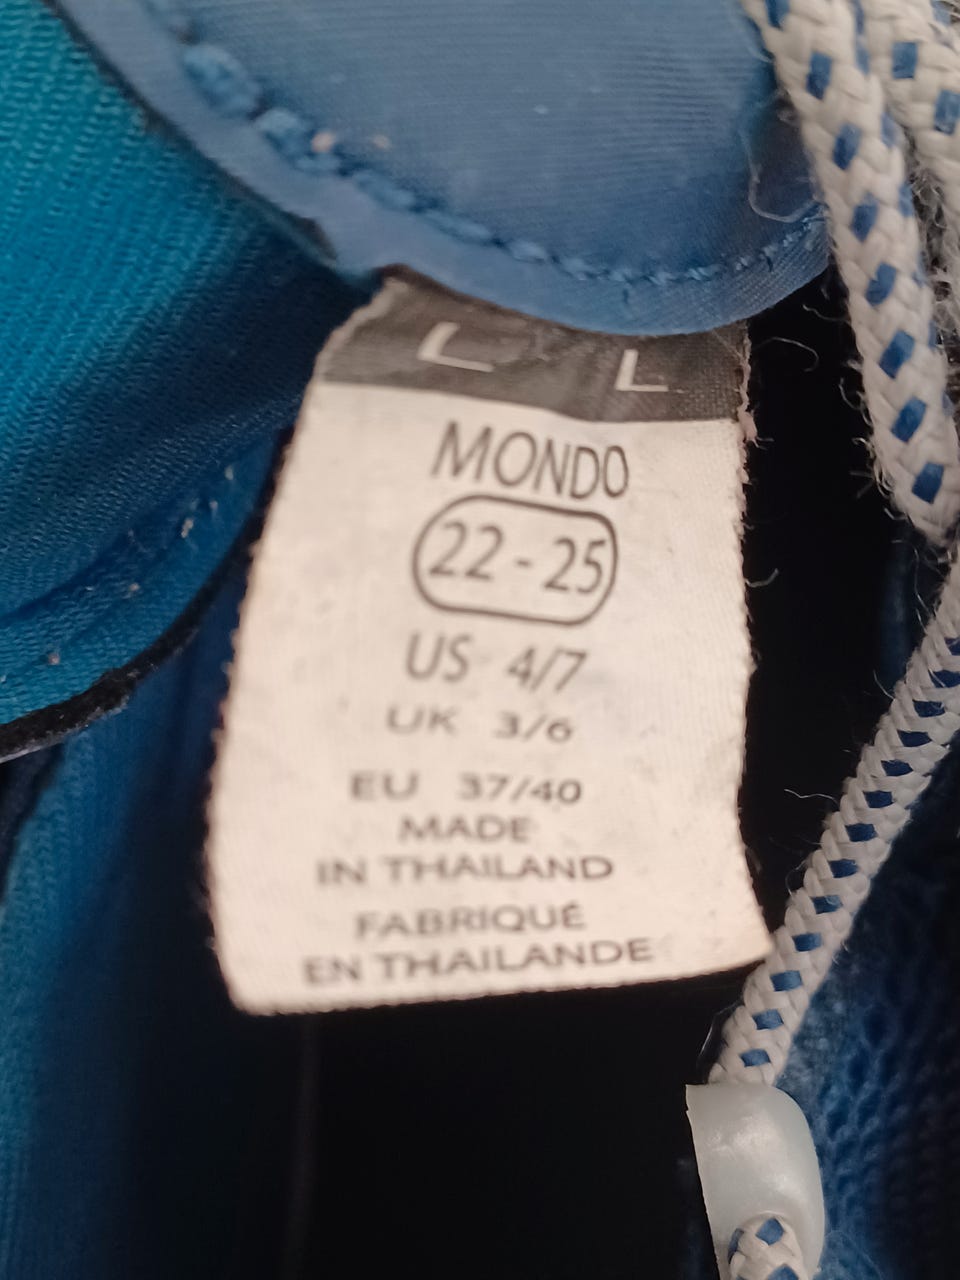 L L
MONDO
22 - 25
US 4/7
UK 3/6
EU 37/40
MADE
IN THAILAND
FABRIQUÉ
EN THAILANDE